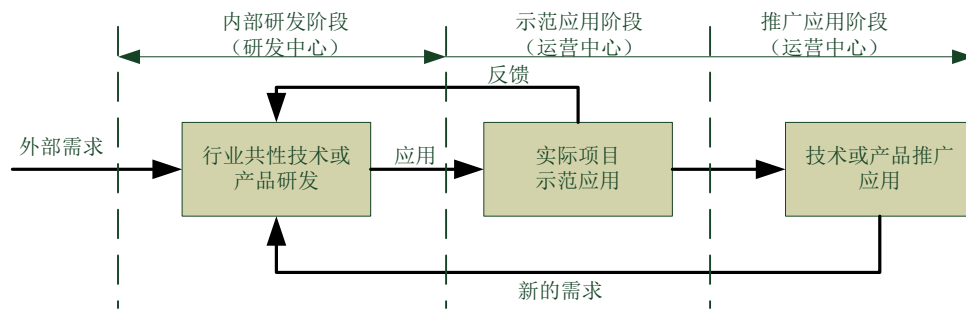 内部研发阶段
（研发中心）
示范应用阶段
（运营中心）
推广应用阶段
（运营中心）
反馈
外部需求
行业共性技术或
产品研发
应用
实际项目
示范应用
技术或产品推广
应用
新的需求